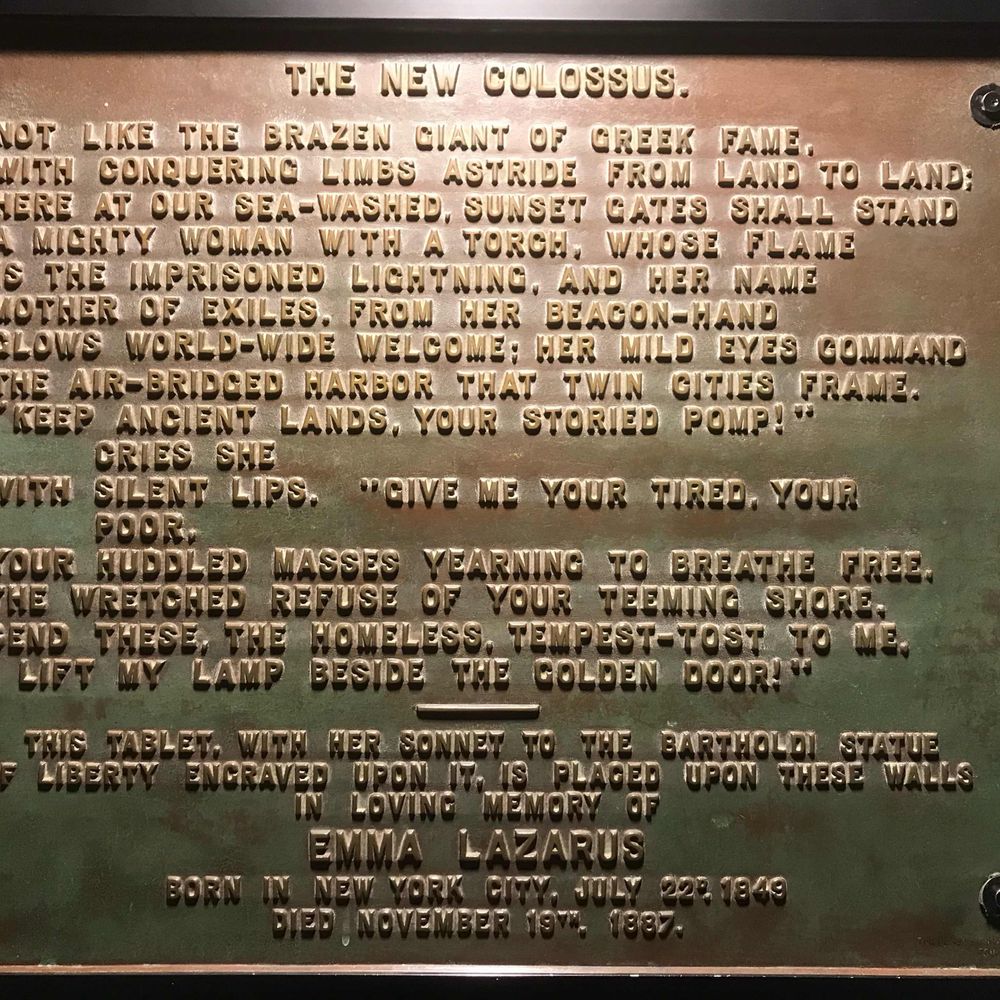 THE NEW COLOSSUS.
NOT LIKE THE BRAZEN GIANT OF GREEK FAME,
WITH CONQUERING LIMBS ASTRIDE FROM LAND TO LAND;
HERE AT OUR SEA-WASHED, SUNSET GATES SHALL STAND
A MIGHTY WOMAN WITH A TORCH, WHOSE FLAME
IS THE IMPRISONED LIGHTNING, AND HER NAME
MOTHER OF EXILES. FROM HER BEACON-HAND
GLOWS WORLD-WIDE WELCOME; HER MILD EYES COMMAND
THE AIR-BRIDGED HARBOR THAT TWIN CITIES FRAME.
"KEEP ANCIENT LANDS, YOUR STORIED POMP!"
CRIES SHE
WITH SILENT LIPS. "GIVE ME YOUR TIRED, YOUR
POOR,
YOUR HUDDLED MASSES YEARNING TO BREATHE FREE,
THE WRETCHED REFUSE OF YOUR TEEMING SHORE.
SEND THESE, THE HOMELESS, TEMPEST-TOST TO ME,
LIFT MY LAMP BESIDE THE GOLDEN DOOR!"
THIS TABLET, WITH HER SONNET TO THE BARTHOLDI STATUE
OF LIBERTY ENGRAVED UPON IT, IS PLACED UPON THESE WALLS
IN LOVING MEMORY OF
EMMA LAZARUS
BORN IN NEW YORK CITY, JULY 22D, 1849
DIED NOVEMBER 19TH, 1887.